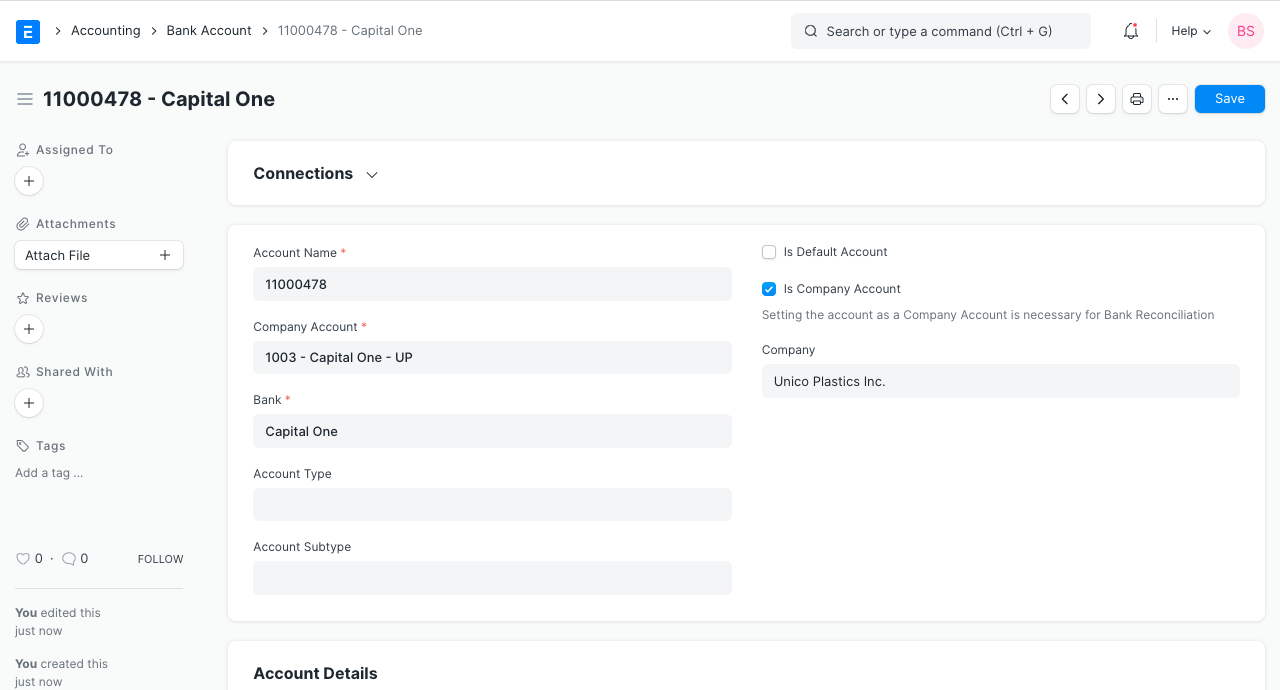 E
Accounting
Bank Account
11000478 - Capital One
Search or type a command (Ctrl + G)
Help
BS
11000478 - Capital One
Save
Assigned To
Attachments
Attach File
Reviews
Shared With
Tags
Add a tag ...
0 · 0
FOLLOW
You edited this
just now
You created this
just now
Connections
Account Name *
11000478
Company Account *
1003 - Capital One - UP
Bank *
Capital One
Account Type
Account Subtype
Is Default Account
Is Company Account
Setting the account as a Company Account is necessary for Bank Reconciliation
Company
Unico Plastics Inc.
Account Details